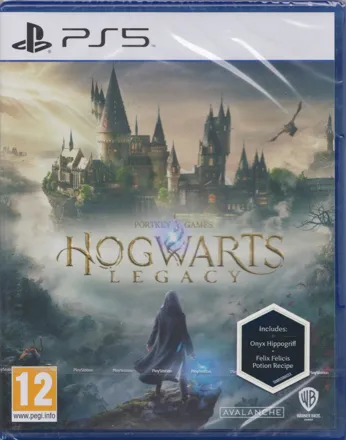 PS5
PORTKEY GAMES
HOGWARTS
LEGACY
Includes:
Onyx Hippogriff
•
Felix Felicis
Potion Recipe
12
www.pegi.info
AVALANCHE
WB